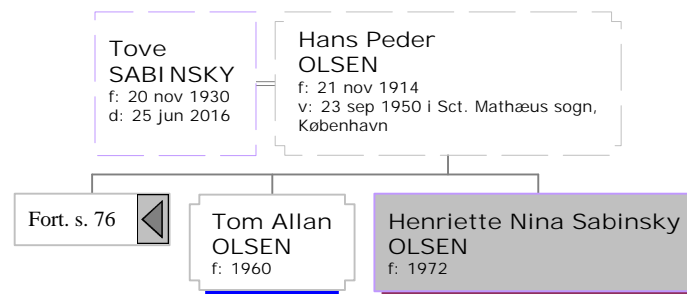 Tove
SABINSKY
f: 20 nov 1930
d: 25 jun 2016
Hans Peder
OLSEN
f: 21 nov 1914
v: 23 sep 1950 i Sct. Mathæus sogn,
København
Fort. s. 76
Tom Allan
OLSEN
f: 1960
Henriette Nina Sabinsky
OLSEN
f: 1972